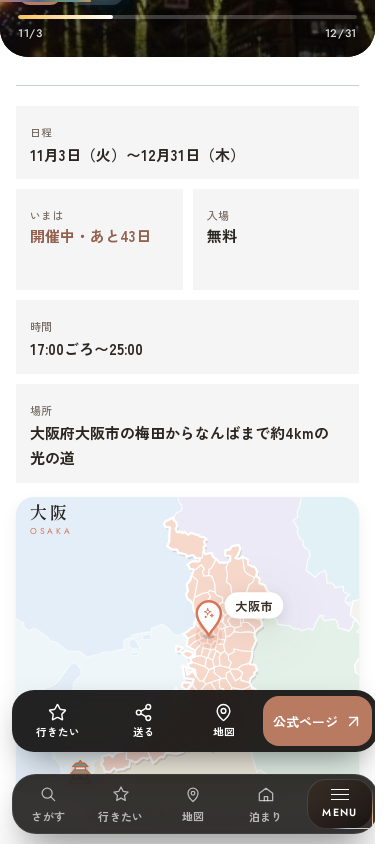 11/3
12/31
日程
11月3日（火）〜12月31日（木）
いまは
開催中・あと43日
入場
無料
時間
17:00ごろ〜25:00
場所
大阪府大阪市の梅田からなんばまで約4kmの
光の道
大阪
OSAKA
大阪市
行きたい
送る
地図
公式ページ
さがす
行きたい
地図
泊まり
MENU